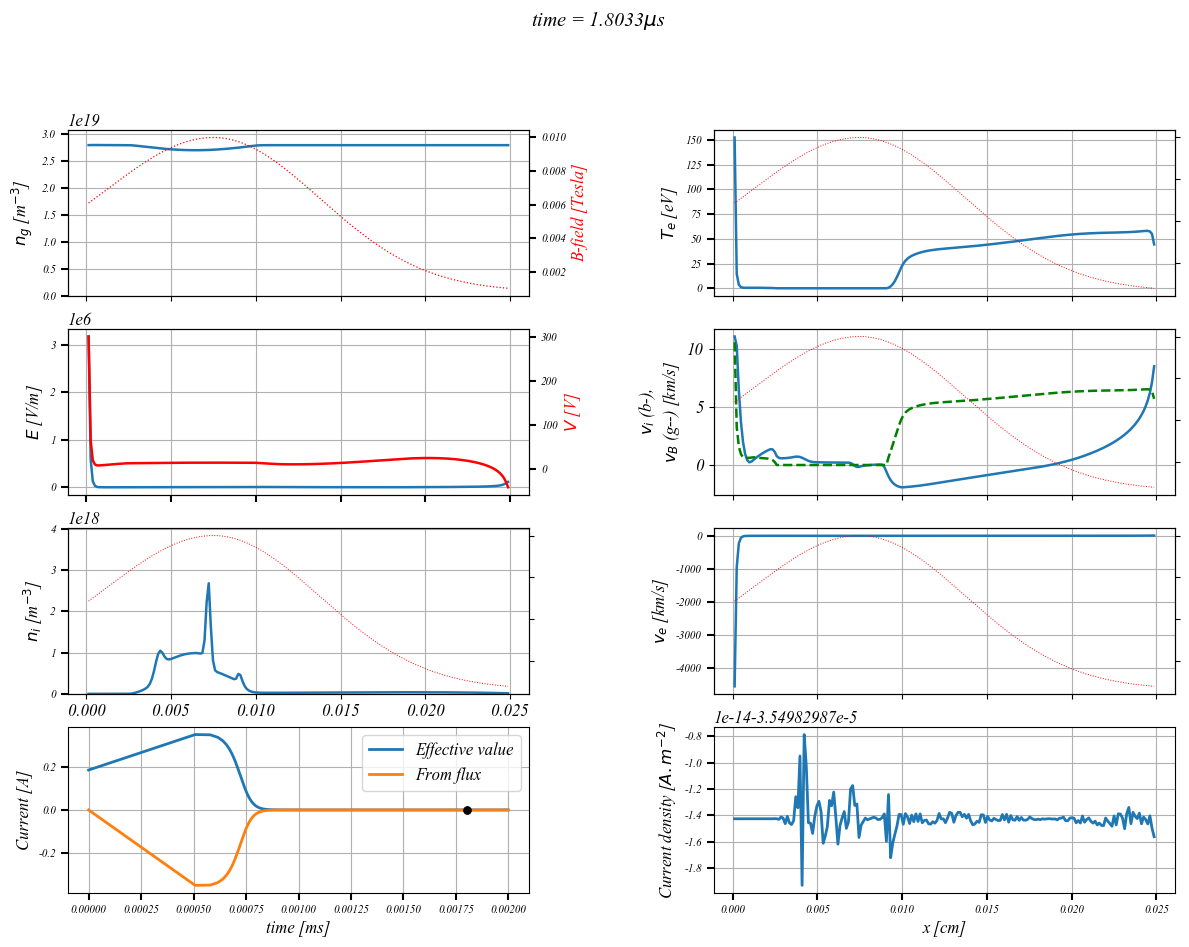 time = 1.8033μs
1e19
3.0
2.5
2.0
1.5
1.0
0.5
0.0
n_g [m^-3]
0.010
0.008
0.006
0.004
0.002
B-field [Tesla]
150
125
100
75
50
25
0
T_e [eV]
1e6
3
2
1
0
E [V/m]
300
200
100
0
V [V]
10
5
0
v_i (b-),
v_B (g--) [km/s]
1e18
4
3
2
1
0
n_i [m^-3]
0.000 0.005 0.010 0.015 0.020 0.025
0
-1000
-2000
-3000
-4000
v_e [km/s]
0.2
0.0
-0.2
Current [A]
Effective value
From flux
0.00000 0.00025 0.00050 0.00075 0.00100 0.00125 0.00150 0.00175 0.00200
time [ms]
1e-14-3.54982987e-5
-0.8
-1.0
-1.2
-1.4
-1.6
-1.8
Current density [A.m^-2]
0.000 0.005 0.010 0.015 0.020 0.025
x [cm]